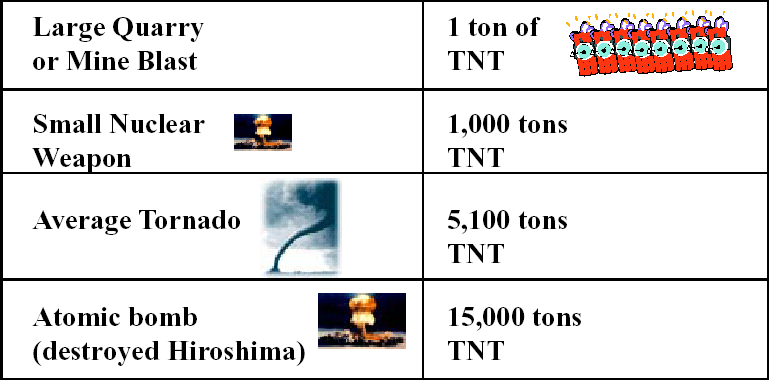 Large Quarry
or Mine Blast
1 ton of
TNT
Small Nuclear
Weapon
1,000 tons
TNT
Average Tornado
5,100 tons
TNT
Atomic bomb
(destroyed Hiroshima)
15,000 tons
TNT